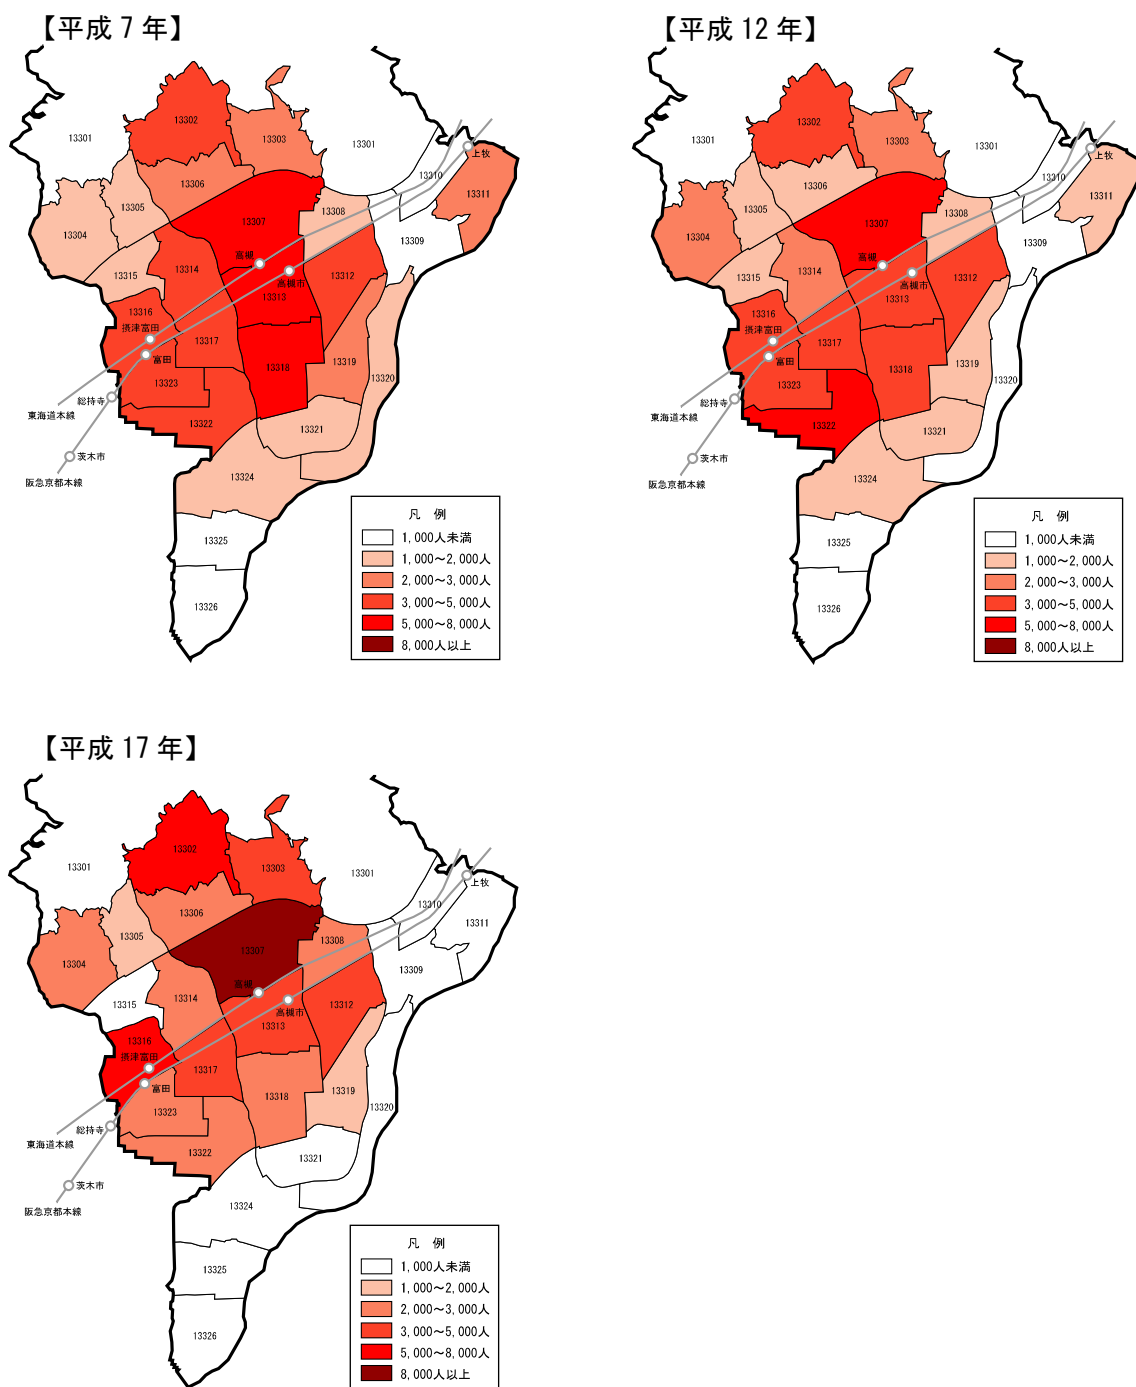 【平成 7 年】
13301
13302
13303
13301
13310
上牧
13306
13311
13305
13304
13307
13308
13309
13314
高槻
13315
高槻市
13312
13316
13313
摂津富田
13317
富田
13318
13319
13320
13323
総持寺
東海道本線
13322
13321
茨木市
阪急京都本線
13324
13325
13326
凡 例
1,000人未満
1,000～2,000人
2,000～3,000人
3,000～5,000人
5,000～8,000人
8,000人以上
【平成 12 年】
13301
13302
13303
13301
13310
上牧
13306
13311
13305
13304
13307
13308
13309
13314
高槻
13315
高槻市
13312
13316
13313
摂津富田
13317
富田
13318
13319
13320
13323
総持寺
東海道本線
13322
13321
茨木市
阪急京都本線
13324
13325
13326
凡 例
1,000人未満
1,000～2,000人
2,000～3,000人
3,000～5,000人
5,000～8,000人
8,000人以上
【平成 17 年】
13301
13302
13303
13301
13310
上牧
13306
13311
13305
13304
13307
13308
13309
13314
高槻
13315
高槻市
13312
13316
13313
摂津富田
13317
富田
13318
13319
13320
13323
総持寺
東海道本線
13322
13321
茨木市
阪急京都本線
13324
13325
13326
凡 例
1,000人未満
1,000～2,000人
2,000～3,000人
3,000～5,000人
5,000～8,000人
8,000人以上